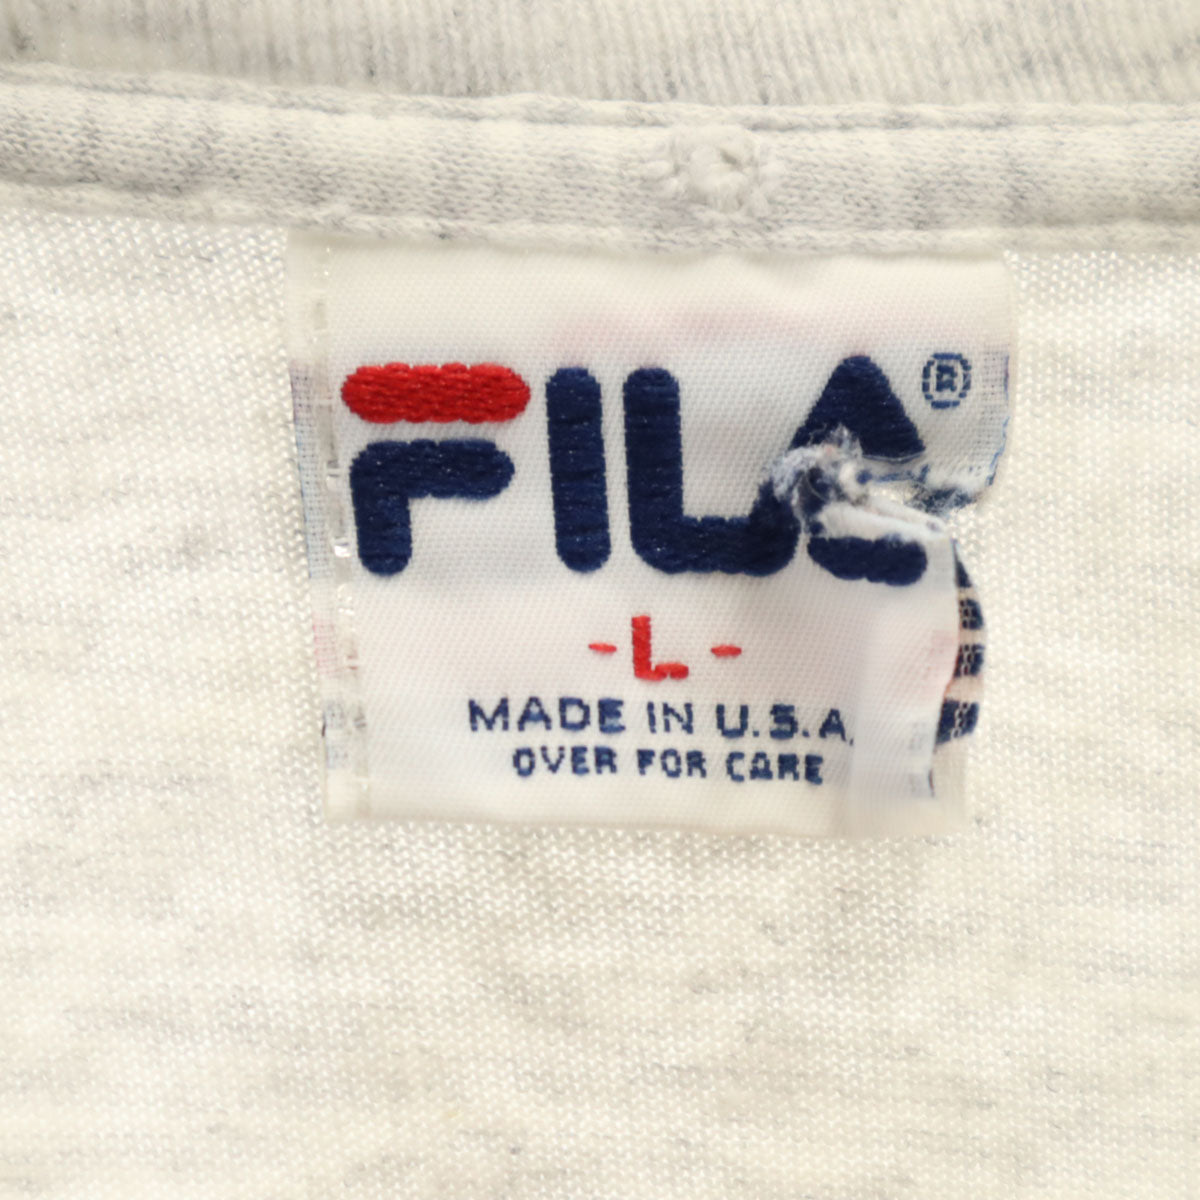 FILA®
-L-
MADE IN U.S.A.
OVER FOR CARE